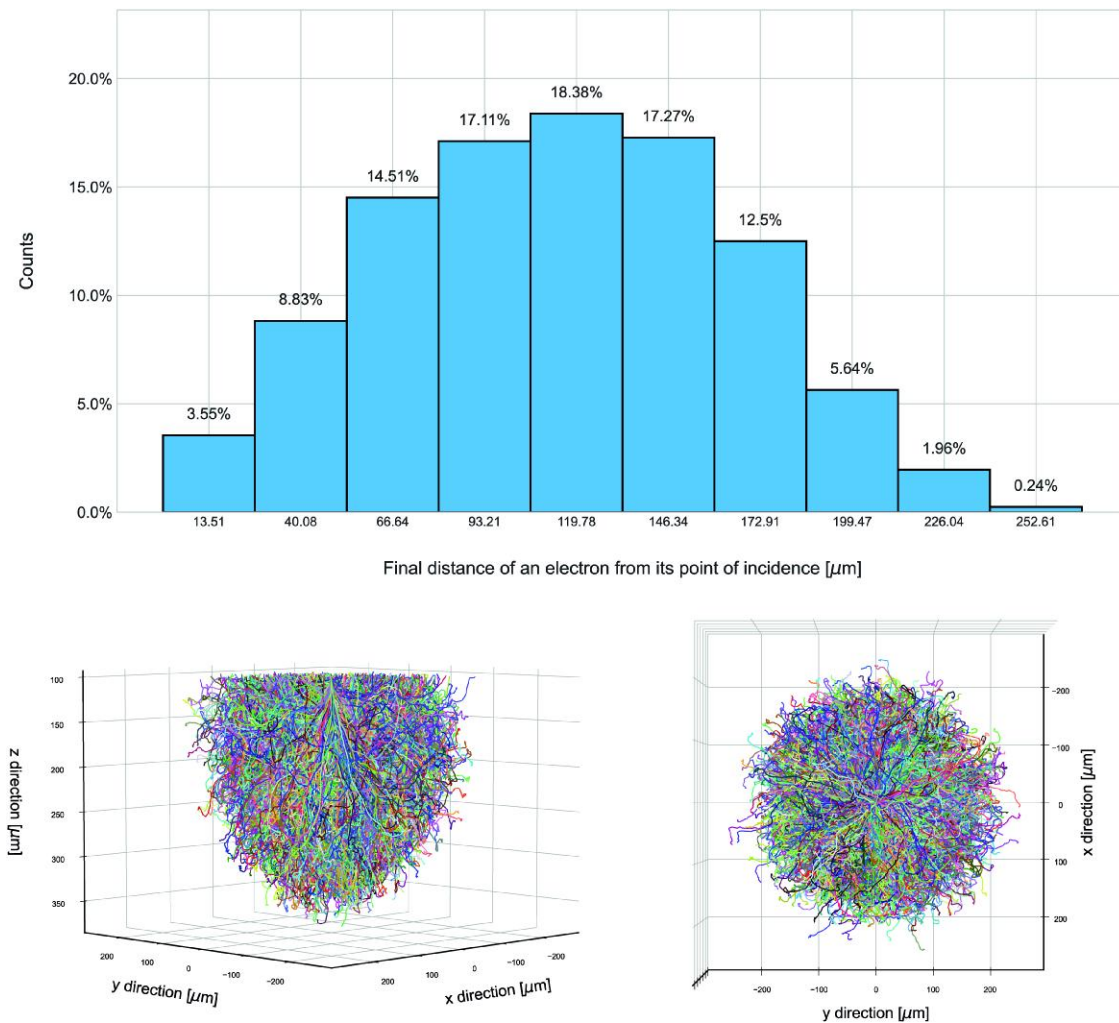 20.0%
15.0%
10.0%
5.0%
0.0%
Counts
3.55%
8.83%
14.51%
17.11%
18.38%
17.27%
12.5%
5.64%
1.96%
0.24%
13.51 40.08 66.64 93.21 119.78 146.34 172.91 199.47 226.04 252.61
Final distance of an electron from its point of incidence [μm]
100
150
200
250
300
350
z direction [μm]
200 100 0 −100 −200
y direction [μm]
200 100 0 −100 −200
x direction [μm]
−200
−100
0
100
200
x direction [μm]
−200 −100 0 100 200
y direction [μm]